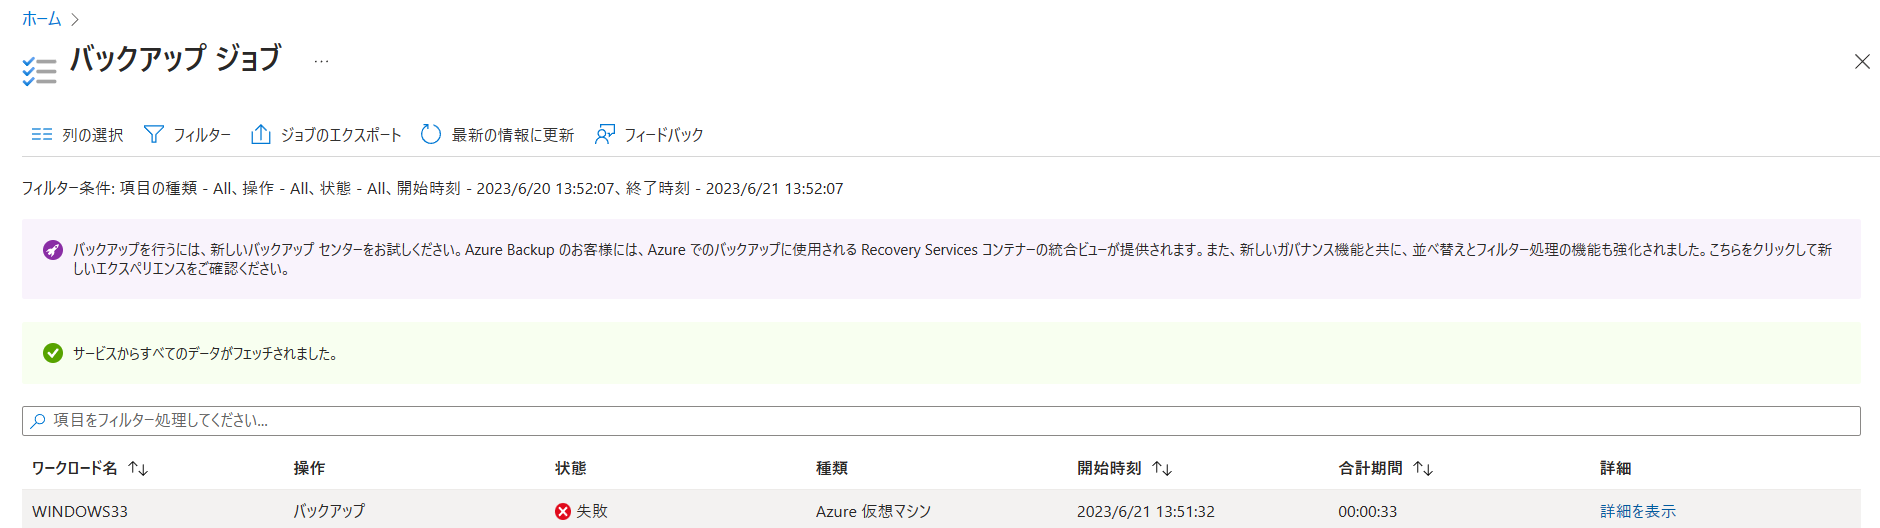 ホーム
バックアップ ジョブ ...
列の選択 フィルター ジョブのエクスポート 最新の情報に更新 フィードバック
フィルター条件: 項目の種類 - All、操作 - All、状態 - All、開始時刻 - 2023/6/20 13:52:07、終了時刻 - 2023/6/21 13:52:07
バックアップを行うには、新しいバックアップ センターをお試しください。Azure Backup のお客様には、Azure でのバックアップに使用される Recovery Services コンテナーの統合ビューが提供されます。また、新しいガバナンス機能と共に、並べ替えとフィルター処理の機能も強化されました。こちらをクリックして新
しいエクスペリエンスをご確認ください。
サービスからすべてのデータがフェッチされました。
項目をフィルター処理してください...
ワークロード名 ↑↓ 操作 状態 種類 開始時刻 ↑↓ 合計期間 ↑↓ 詳細
WINDOWS33 バックアップ 失敗 Azure 仮想マシン 2023/6/21 13:51:32 00:00:33 詳細を表示